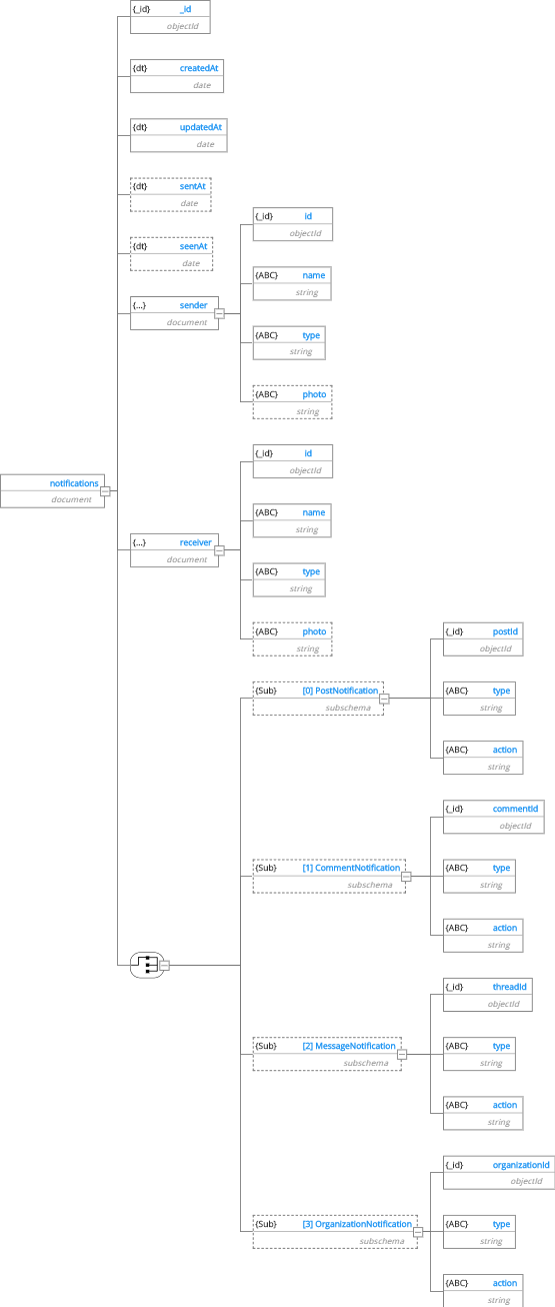 {_id} _id
objectId
{dt} createdAt
date
{dt} updatedAt
date
{dt} sentAt
date
{dt} seenAt
date
{...} sender
document
{_id} id
objectId
{ABC} name
string
{ABC} type
string
{ABC} photo
string
notifications
document
{...} receiver
document
{_id} id
objectId
{ABC} name
string
{ABC} type
string
{ABC} photo
string
{Sub} [0] PostNotification
subschema
{_id} postId
objectId
{ABC} type
string
{ABC} action
string
{Sub} [1] CommentNotification
subschema
{_id} commentId
objectId
{ABC} type
string
{ABC} action
string
{Sub} [2] MessageNotification
subschema
{_id} threadId
objectId
{ABC} type
string
{ABC} action
string
{Sub} [3] OrganizationNotification
subschema
{_id} organizationId
objectId
{ABC} type
string
{ABC} action
string